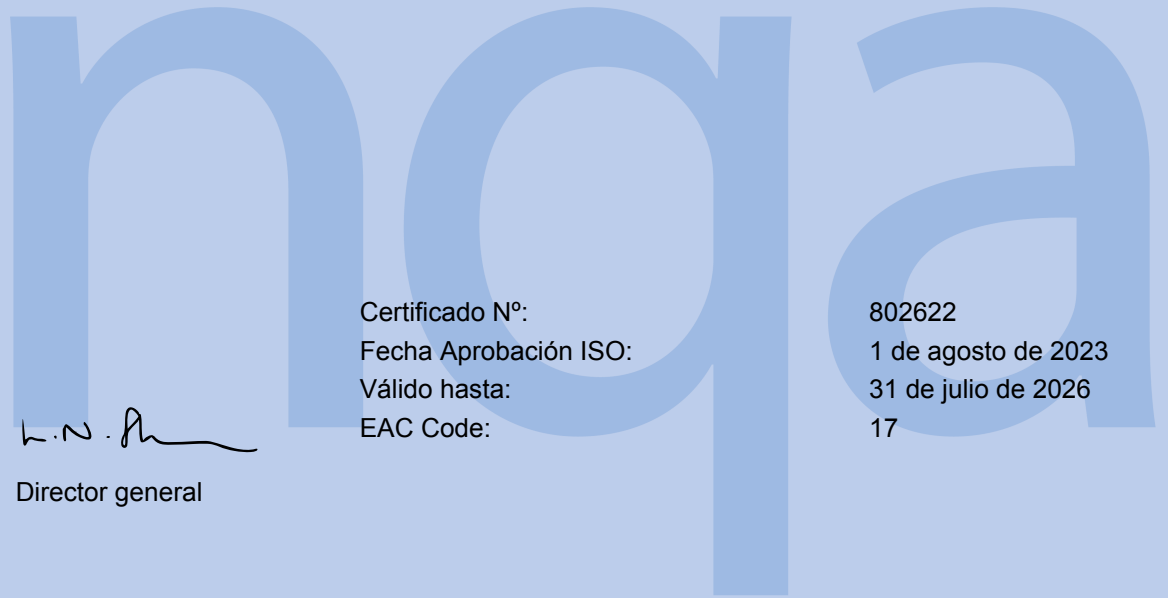 nqa
Certificado Nº: 802622
Fecha Aprobación ISO: 1 de agosto de 2023
Válido hasta: 31 de julio de 2026
EAC Code: 17
L.N.
Director general